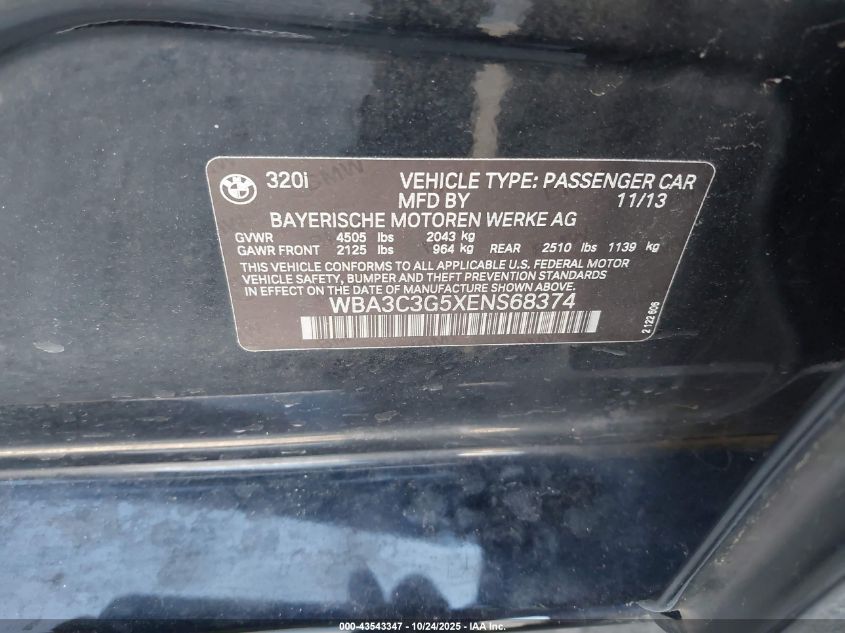 320i VEHICLE TYPE: PASSENGER CAR
MFD BY 11/13
BAYERISCHE MOTOREN WERKE AG
GVWR 4505 lbs 2043 kg
GAWR FRONT 2125 lbs 964 kg REAR 2510 lbs 1139 kg
THIS VEHICLE CONFORMS TO ALL APPLICABLE U.S. FEDERAL MOTOR
VEHICLE SAFETY, BUMPER AND THEFT PREVENTION STANDARDS
IN EFFECT ON THE DATE OF MANUFACTURE SHOWN ABOVE.
WBA3C3G5XENS68374
2 122 606
000-43543347 - 10/24/2025 - IAA Inc.